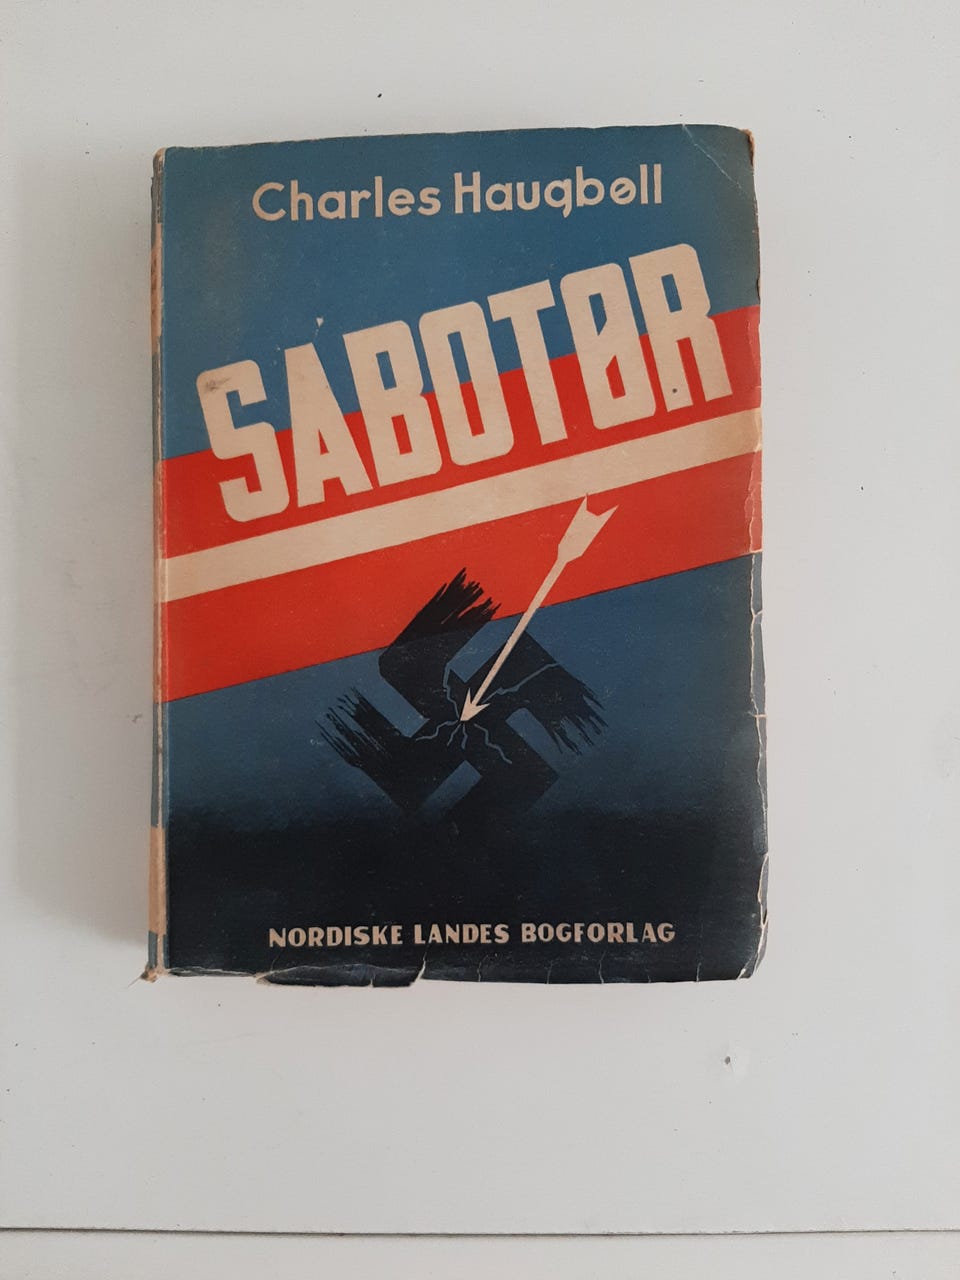 Charles Haugbøll
SABOTØR
NORDISKE LANDES BOGFORLAG